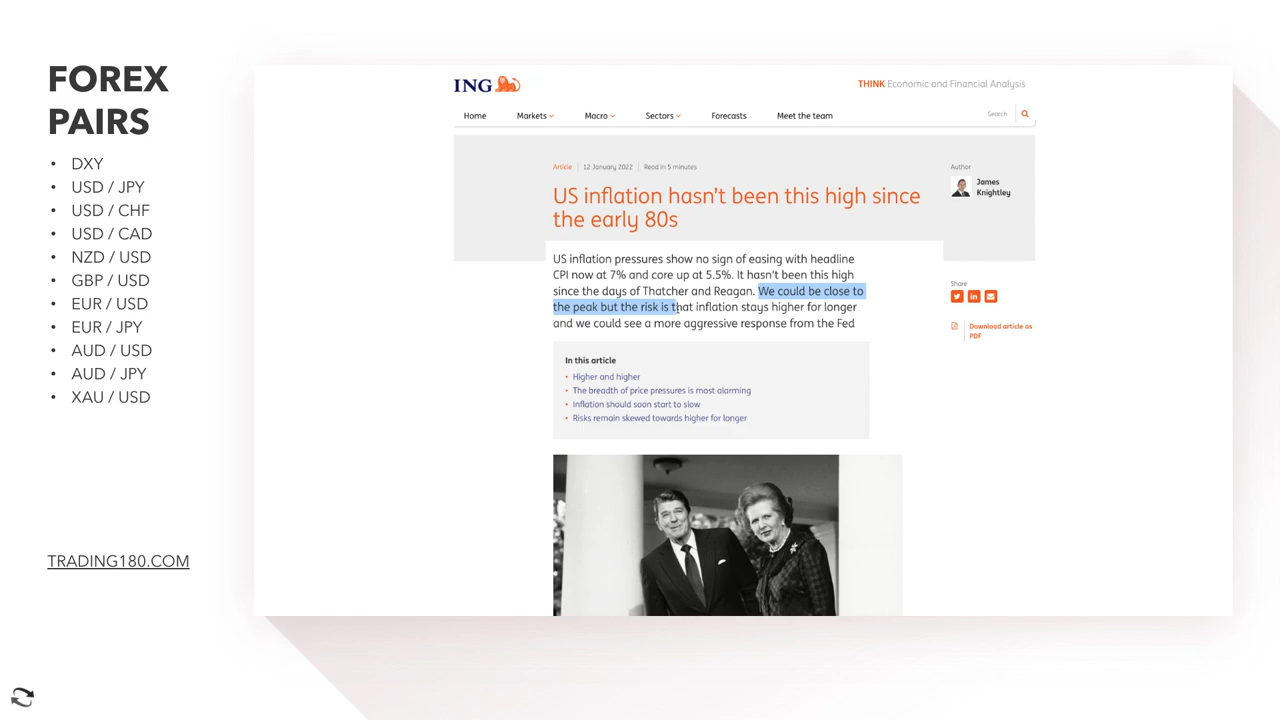 FOREX
PAIRS
• DXY
• USD / JPY
• USD / CHF
• USD / CAD
• NZD / USD
• GBP / USD
• EUR / USD
• EUR / JPY
• AUD / USD
• AUD / JPY
• XAU / USD
TRADING180.COM
ING
THINK Economic and Financial Analysis
Home Markets Macro Sectors Forecasts Meet the team
Search
Article | 12 January 2022 | Read in 5 minutes
US inflation hasn't been this high since
the early 80s
US inflation pressures show no sign of easing with headline
CPI now at 7% and core up at 5.5%. It hasn't been this high
since the days of Thatcher and Reagan. We could be close to
the peak but the risk is that inflation stays higher for longer
and we could see a more aggressive response from the Fed
Author
James
Knightley
Share
Download article as
PDF
In this article
• Higher and higher
• The breadth of price pressures is most alarming
• Inflation should soon start to slow
• Risks remain skewed towards higher for longer